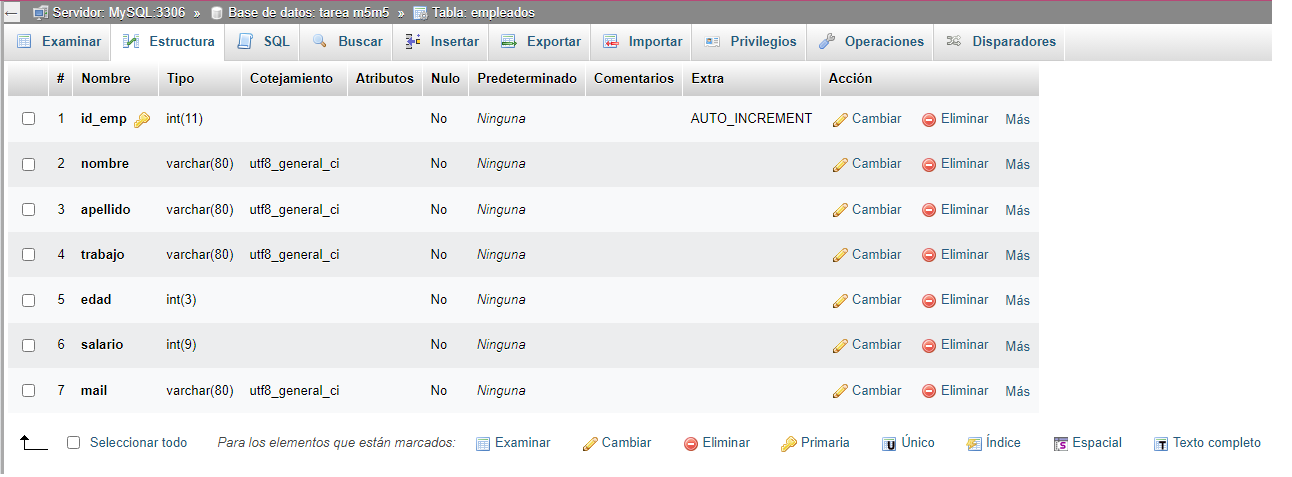 Servidor: MySQL:3306 » Base de datos: tarea m5m5 » Tabla: empleados
Examinar Estructura SQL Buscar Insertar Exportar Importar Privilegios Operaciones Disparadores
# Nombre Tipo Cotejamiento Atributos Nulo Predeterminado Comentarios Extra Acción
1 id_emp int(11) No Ninguna AUTO_INCREMENT Cambiar Eliminar Más
2 nombre varchar(80) utf8_general_ci No Ninguna Cambiar Eliminar Más
3 apellido varchar(80) utf8_general_ci No Ninguna Cambiar Eliminar Más
4 trabajo varchar(80) utf8_general_ci No Ninguna Cambiar Eliminar Más
5 edad int(3) No Ninguna Cambiar Eliminar Más
6 salario int(9) No Ninguna Cambiar Eliminar Más
7 mail varchar(80) utf8_general_ci No Ninguna Cambiar Eliminar Más
Seleccionar todo Para los elementos que están marcados: Examinar Cambiar Eliminar Primaria Único Índice Espacial Texto completo